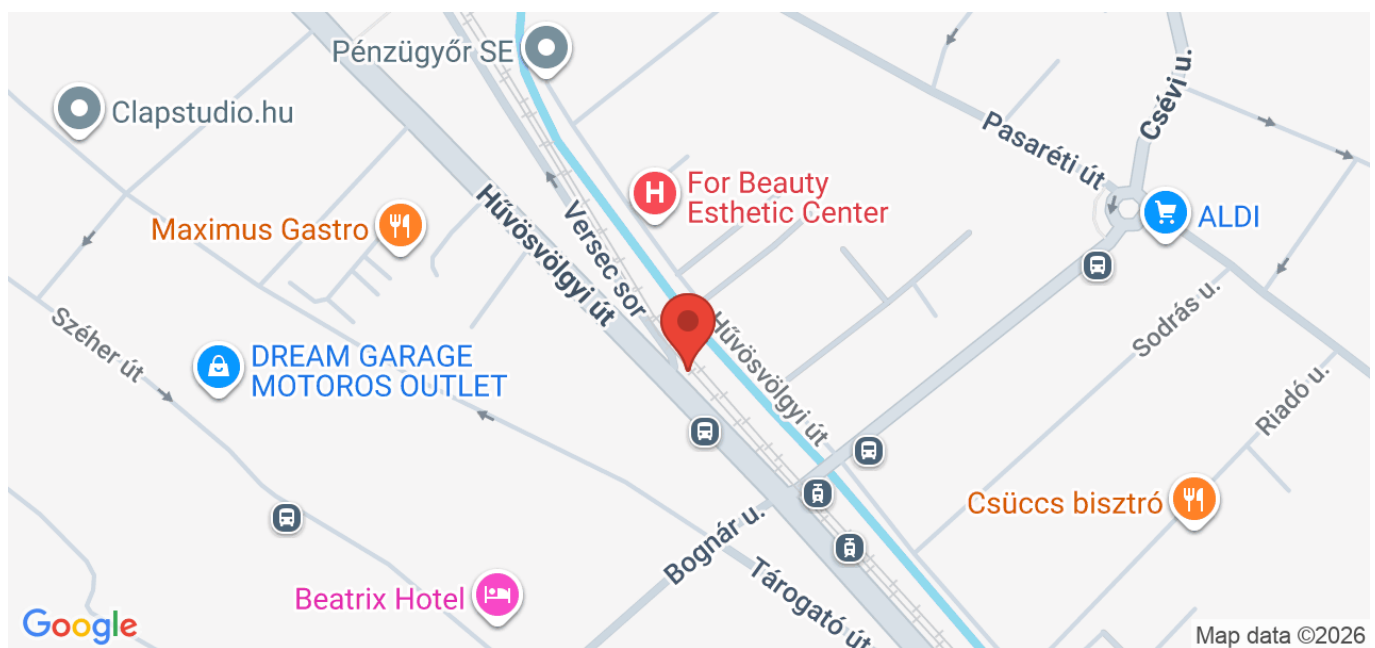 Pénzügyőr SE
Clapstudio.hu
Csévi u.
Pasaréti út
For Beauty
Esthetic Center
Hűvösvölgyi út
Versec sor
Maximus Gastro
ALDI
Széher út
DREAM GARAGE
MOTOROS OUTLET
Hűvösvölgyi út
Sodrás u.
Riadó u.
Csüccs bisztró
Bognár u.
Tárogató út
Beatrix Hotel
Google
Map data ©2026